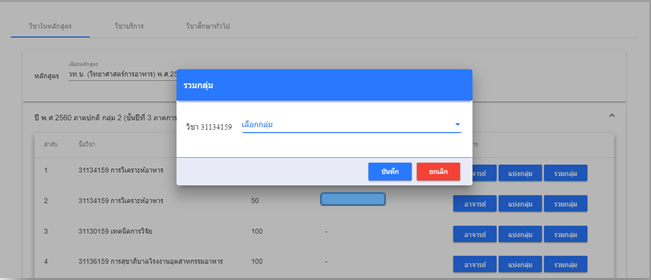 วิชาในหลักสูตร วิชาบริการ วิชาศึกษาทั่วไป
เลือกหลักสูตร
หลักสูตร วท.บ. (วิทยาศาสตร์การอาหาร) พ.ศ.25
รวมกลุ่ม
ปี พ.ศ.2560 ภาคปกติ กลุ่ม 2 (ชั้นปีที่ 3 ภาคการ
วิชา 31134159 เลือกกลุ่ม
ลำดับ ชื่อวิชา
บันทึก ยกเลิก
1 31134159 การวิเคราะห์อาหาร อาจารย์ แบ่งกลุ่ม รวมกลุ่ม
2 31134159 การวิเคราะห์อาหาร 50 อาจารย์ แบ่งกลุ่ม รวมกลุ่ม
3 31130159 เทคนิคการวิจัย 100 - อาจารย์ แบ่งกลุ่ม รวมกลุ่ม
4 31136159 การสุขาภิบาลโรงงานอุตสาหกรรมอาหาร 100 - อาจารย์ แบ่งกลุ่ม รวมกลุ่ม